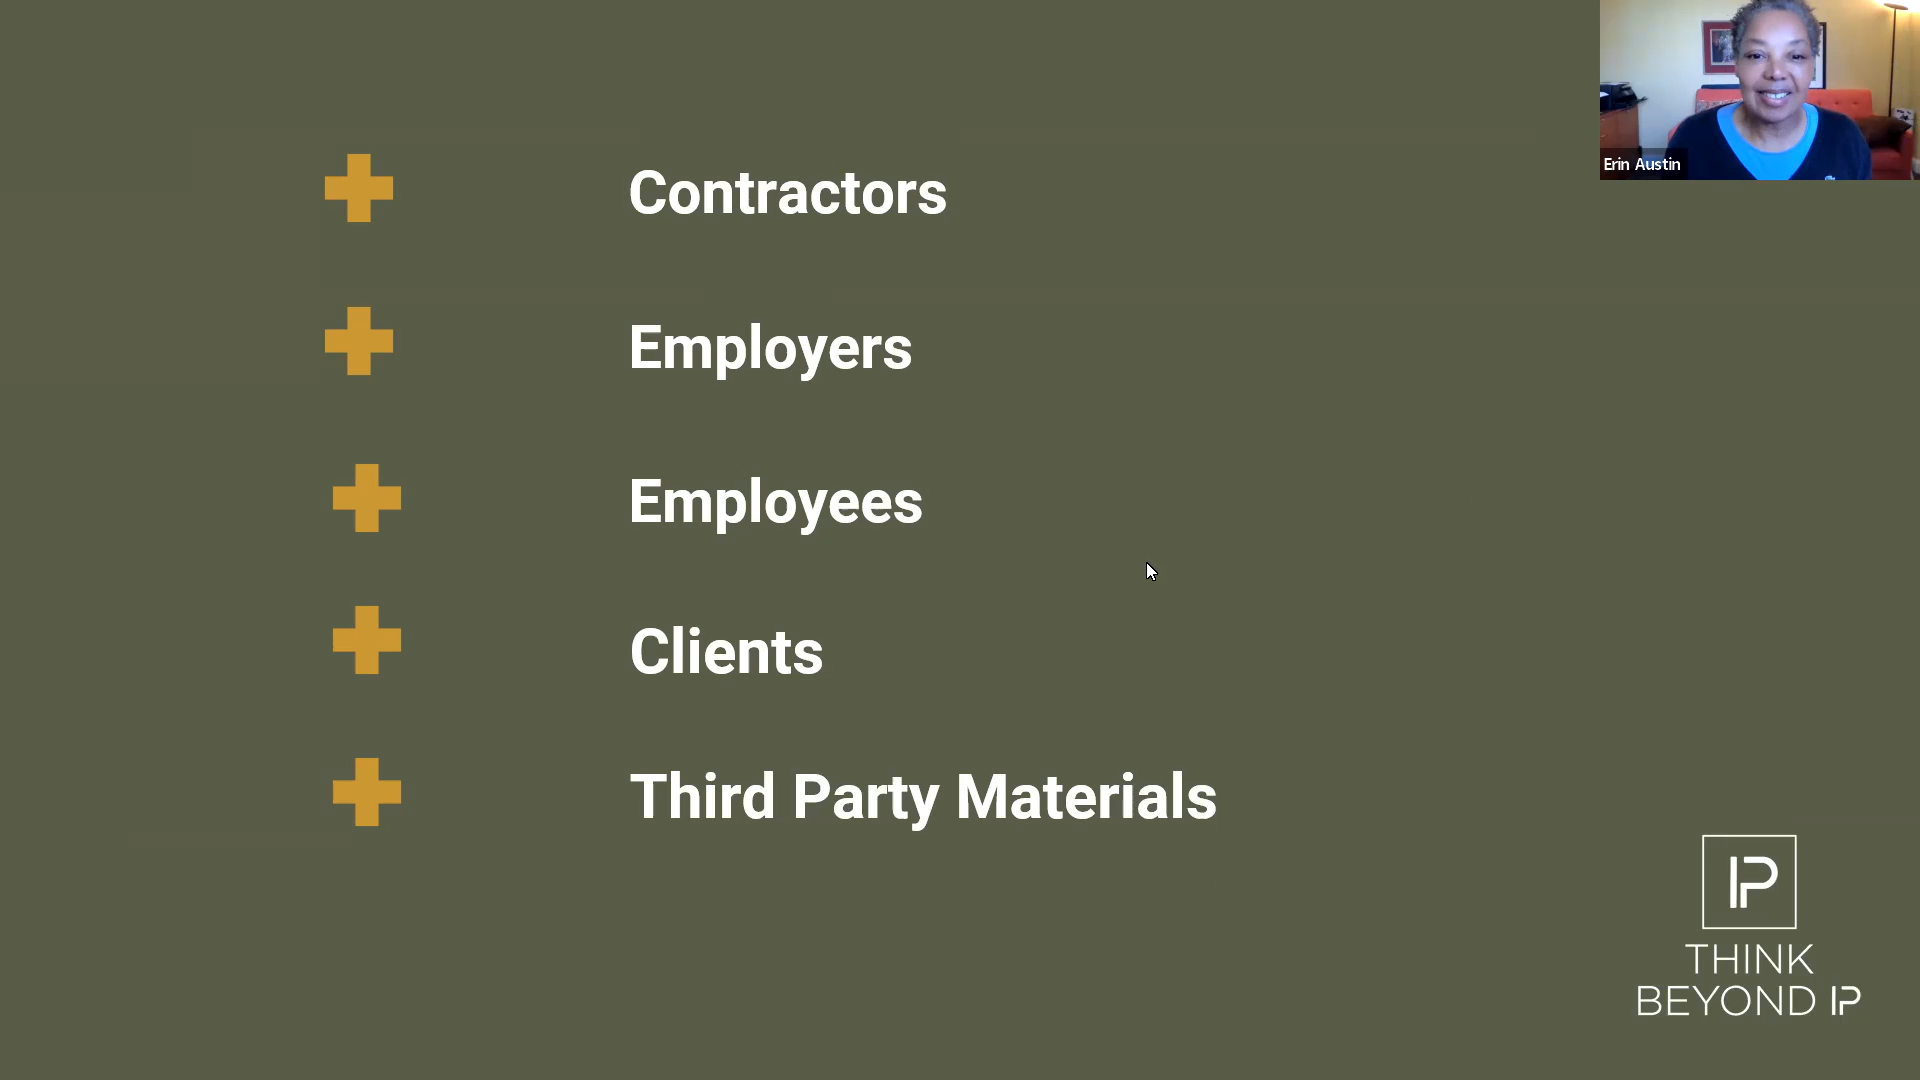 Contractors
Employers
Employees
Clients
Third Party Materials
Erin Austin
IP
THINK
BEYOND IP